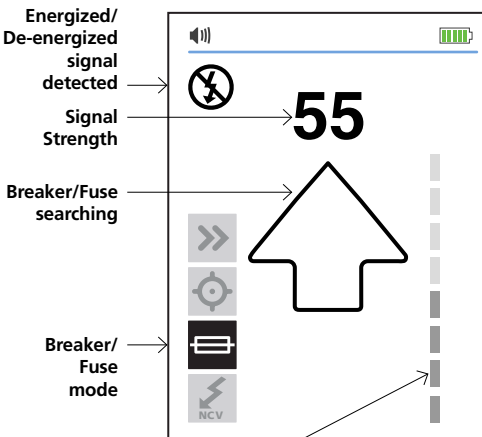 Energized/
De-energized
signal
detected
Signal
Strength
55
Breaker/Fuse
searching
Breaker/
Fuse
mode
NCV